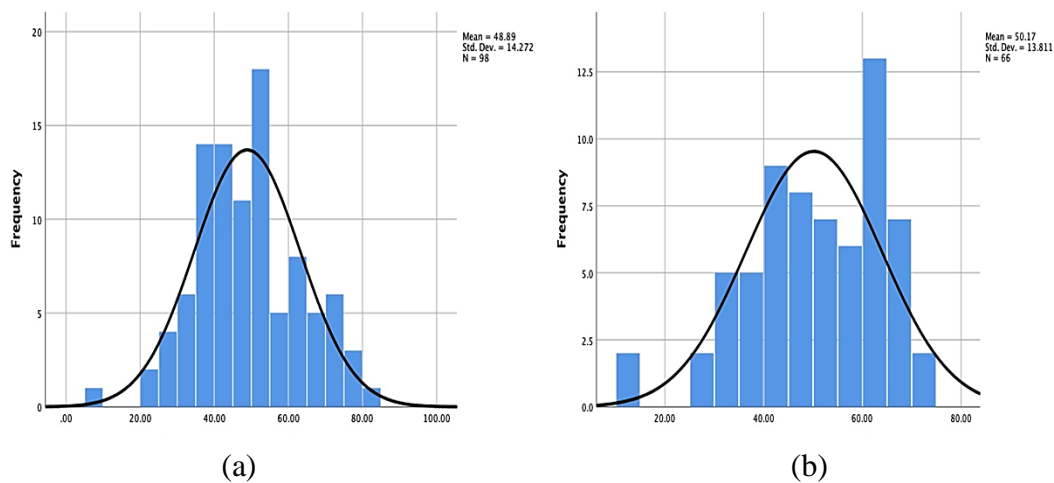 Mean = 48.89
Std. Dev. = 14.272
N = 98
Frequency
20
15
10
5
0
.00 20.00 40.00 60.00 80.00 100.00
(a)
Mean = 50.17
Std. Dev. = 13.811
N = 66
Frequency
12.5
10.0
7.5
5.0
2.5
0.0
20.00 40.00 60.00 80.00
(b)